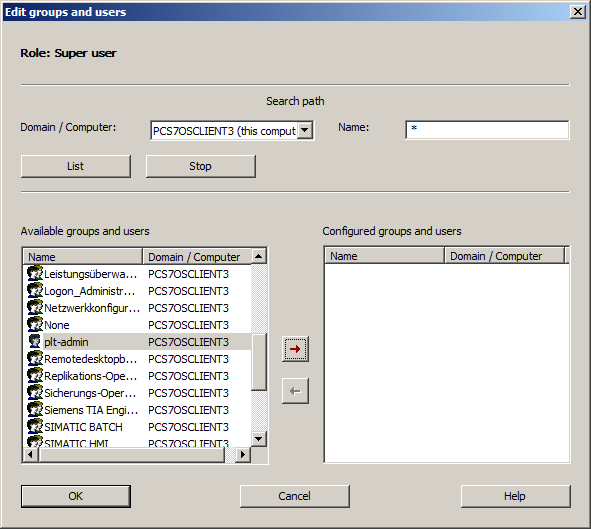 Edit groups and users
Role: Super user
Search path
Domain / Computer:
PCS7OSCLIENT3 (this comput
Name:
*
List
Stop
Available groups and users
Configured groups and users
Name Domain / Computer
Name Domain / Computer
Leistungsüberwa... PCS7OSCLIENT3
Logon_Administr... PCS7OSCLIENT3
Netzwerkkonfigur... PCS7OSCLIENT3
None PCS7OSCLIENT3
plt-admin PCS7OSCLIENT3
Remotedesktopb... PCS7OSCLIENT3
Replikations-Ope... PCS7OSCLIENT3
Sicherungs-Oper... PCS7OSCLIENT3
Siemens TIA Engi... PCS7OSCLIENT3
SIMATIC BATCH PCS7OSCLIENT3
SIMATIC HMI PCS7OSCLIENT3
OK
Cancel
Help